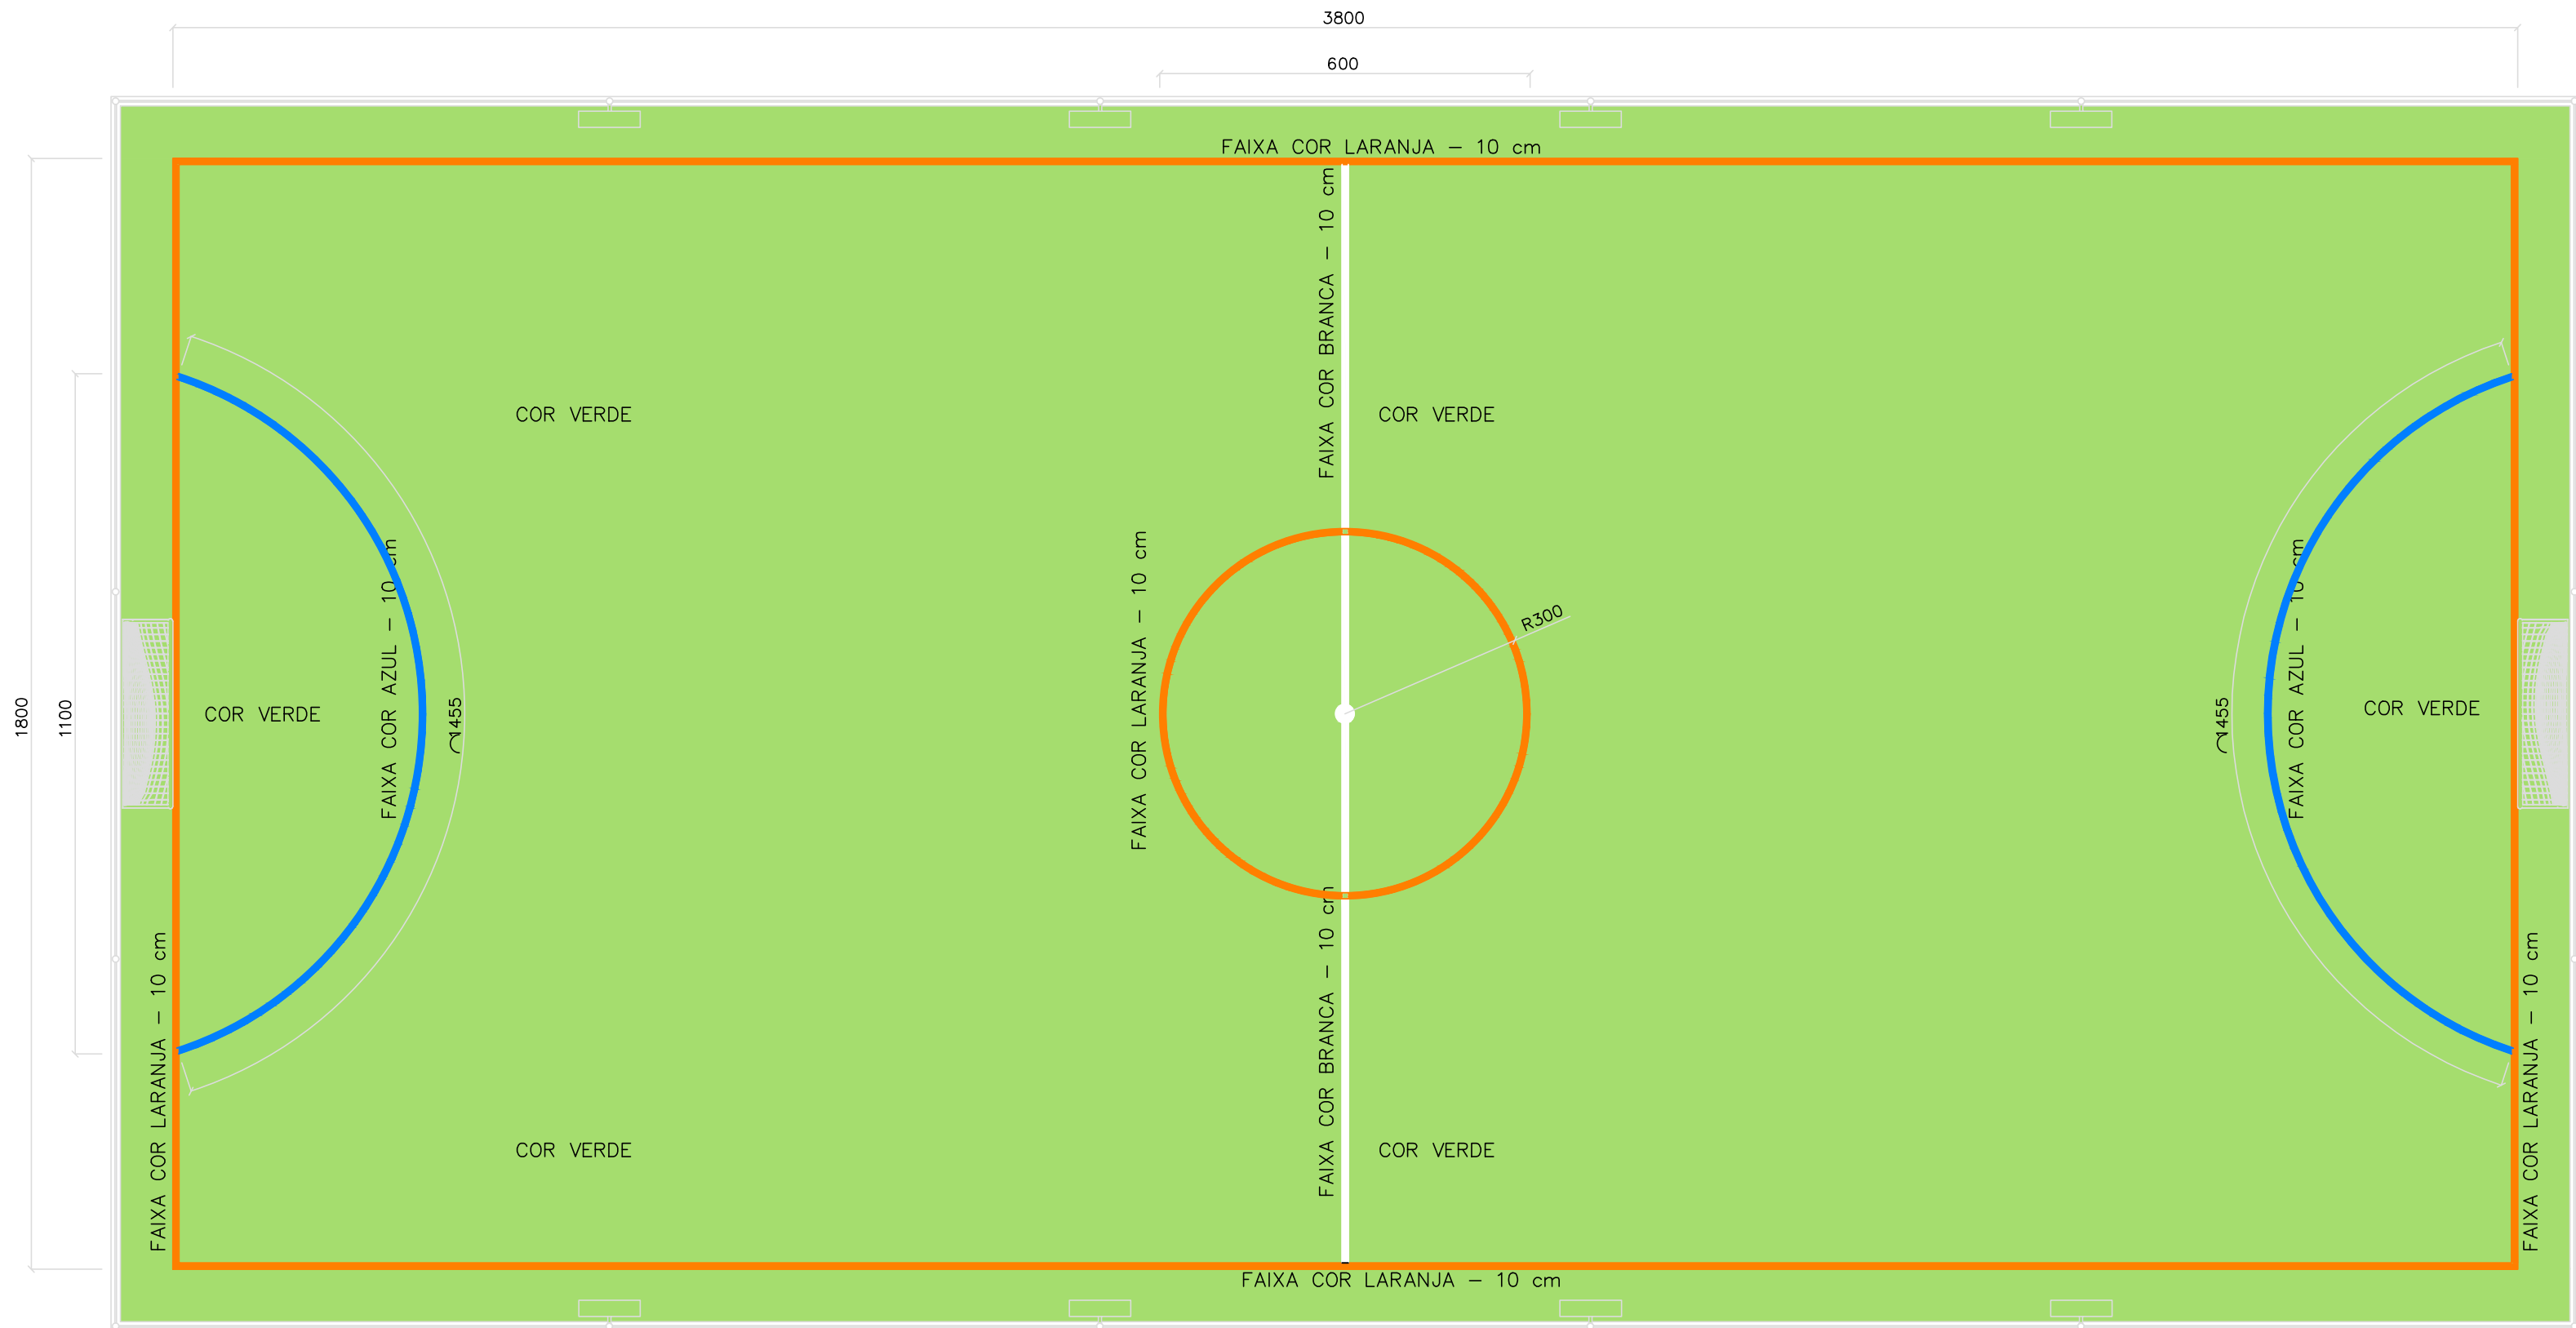 3800
600
FAIXA COR LARANJA - 10 cm
FAIXA COR BRANCA - 10 cm
COR VERDE
COR VERDE
FAIXA COR AZUL - 10 cm
FAIXA COR LARANJA - 10 cm
R300
FAIXA COR AZUL - 10 cm
1800
1100
COR VERDE
1455
1455
COR VERDE
FAIXA COR BRANCA - 10 cm
FAIXA COR LARANJA - 10 cm
FAIXA COR LARANJA - 10 cm
COR VERDE
COR VERDE
FAIXA COR LARANJA - 10 cm